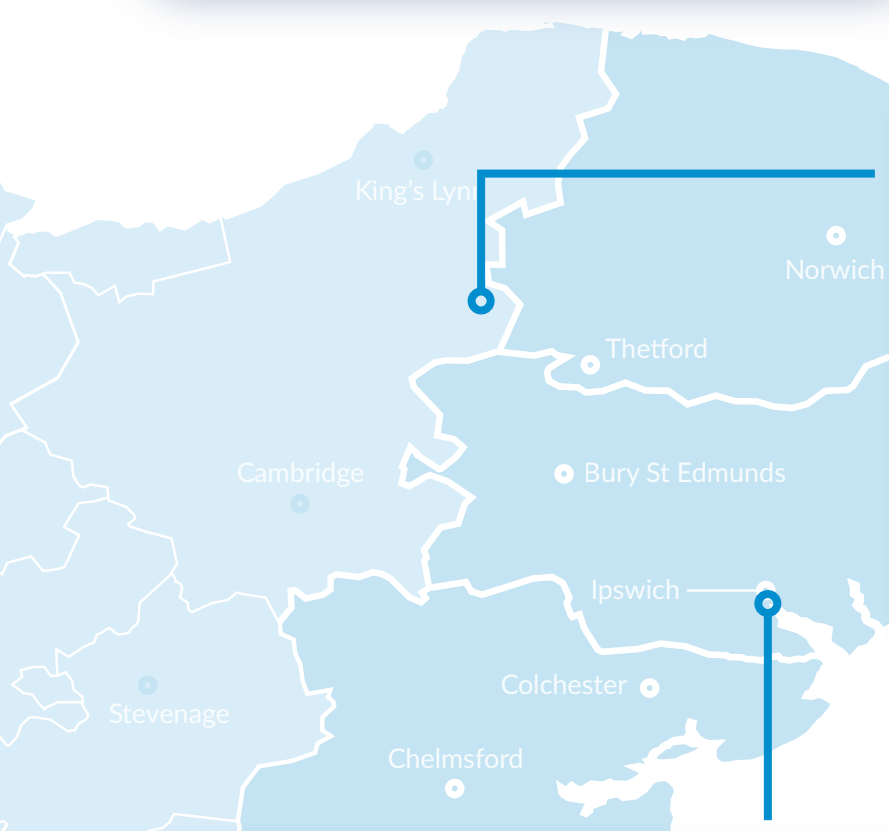 King's Lynn
Norwich
Thetford
Cambridge
Bury St Edmunds
Ipswich
Colchester
Stevenage
Chelmsford